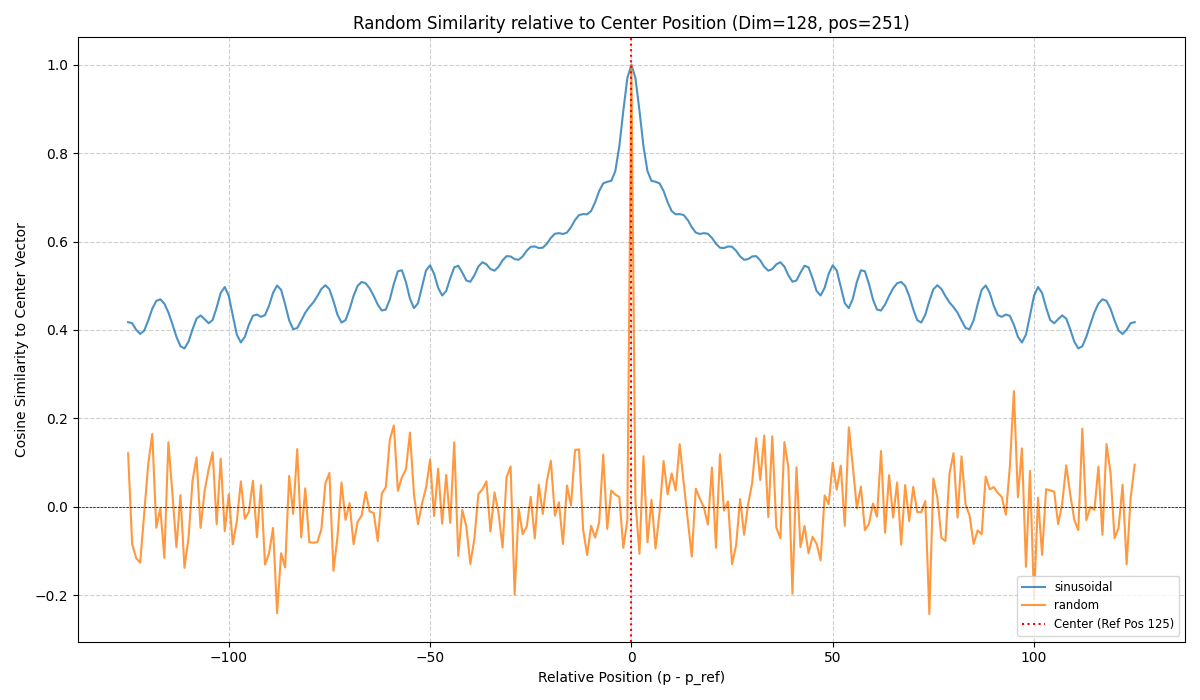 Random Similarity relative to Center Position (Dim=128, pos=251)
Cosine Similarity to Center Vector
1.0
0.8
0.6
0.4
0.2
0.0
−0.2
−100
−50
0
50
100
Relative Position (p - p_ref)
sinusoidal
random
Center (Ref Pos 125)